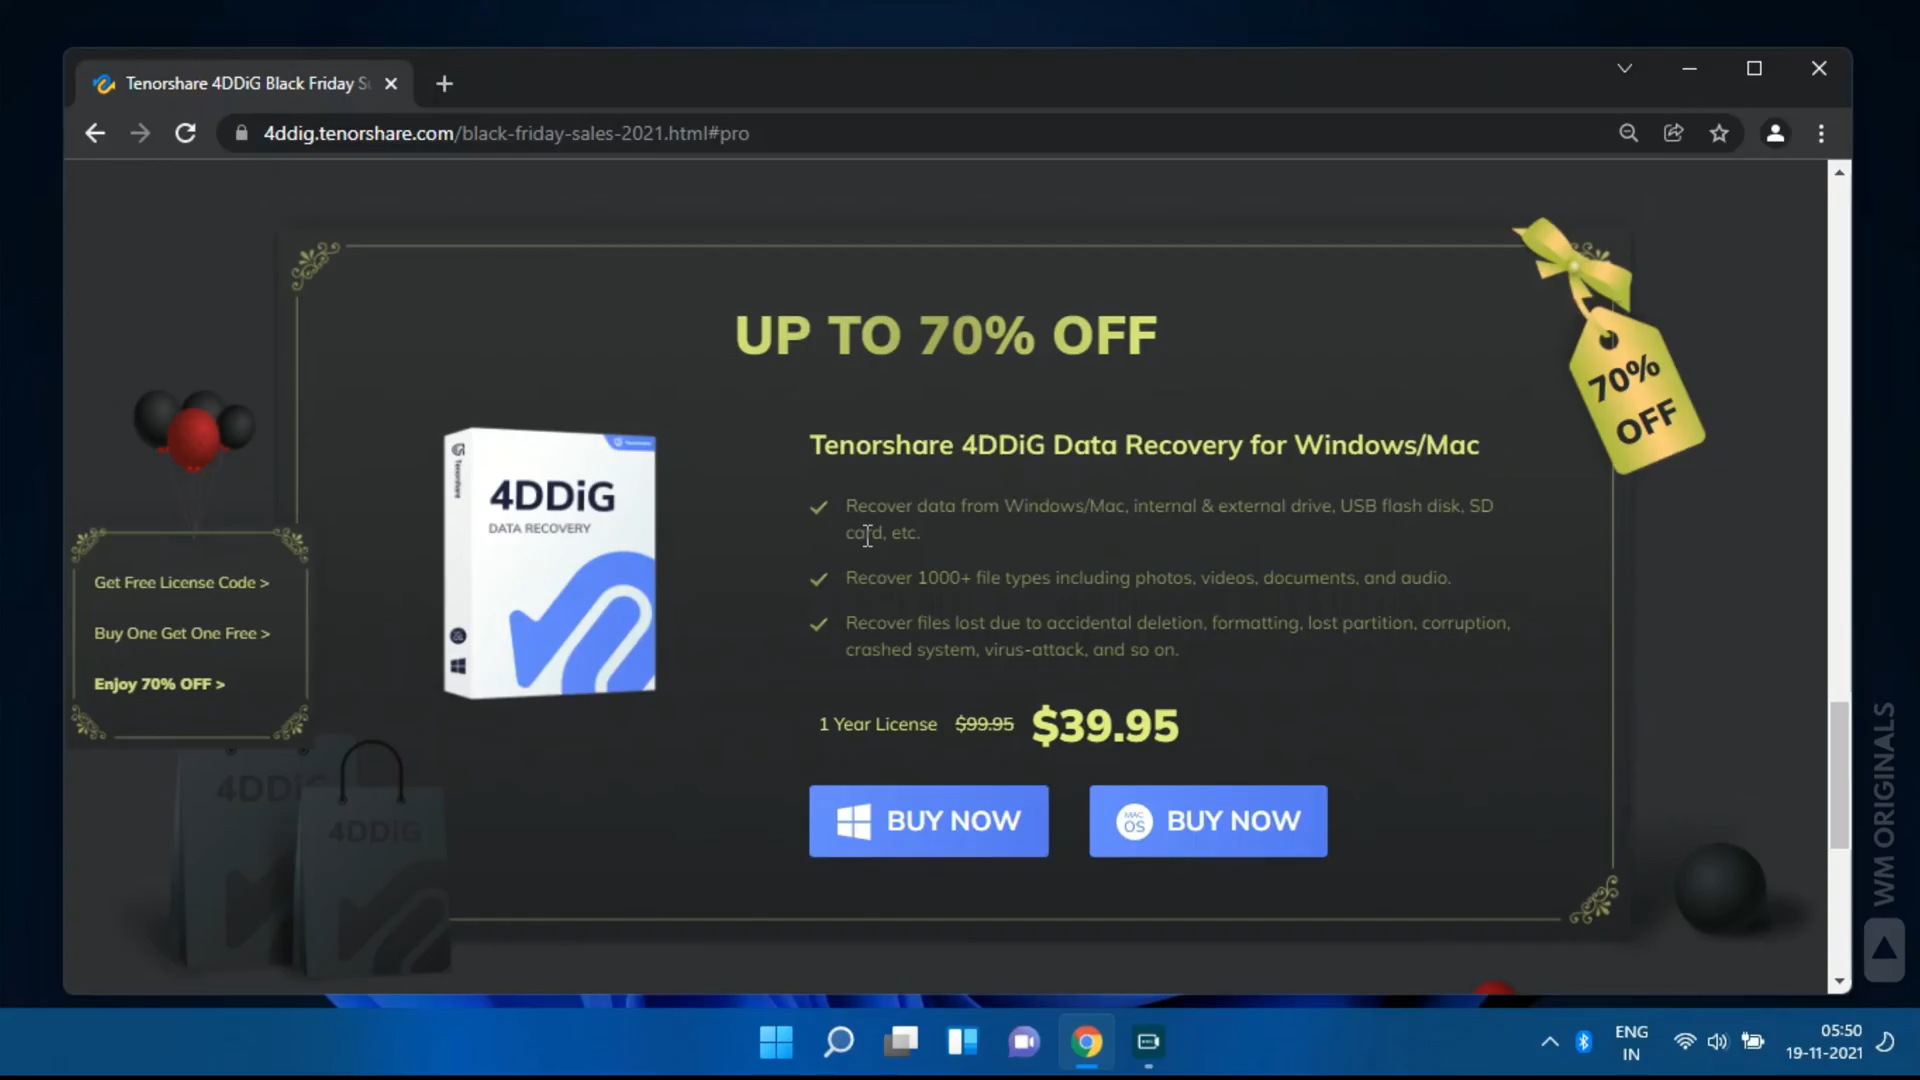 Tenorshare 4DDiG Black Friday S
4ddig.tenorshare.com/black-friday-sales-2021.html#pro
UP TO 70% OFF
70%
OFF
Tenorshare 4DDiG Data Recovery for Windows/Mac
Recover data from Windows/Mac, internal & external drive, USB flash disk, SD
card, etc.
Recover 1000+ file types including photos, videos, documents, and audio.
Recover files lost due to accidental deletion, formatting, lost partition, corruption,
crashed system, virus-attack, and so on.
1 Year License $99.95 $39.95
BUY NOW
MAC
OS
BUY NOW
Tenorshare
4DDiG
DATA RECOVERY
Get Free License Code >
Buy One Get One Free >
Enjoy 70% OFF >
4DDiG
4DDiG
WM ORIGINALS
ENG
IN
05:50
19-11-2021